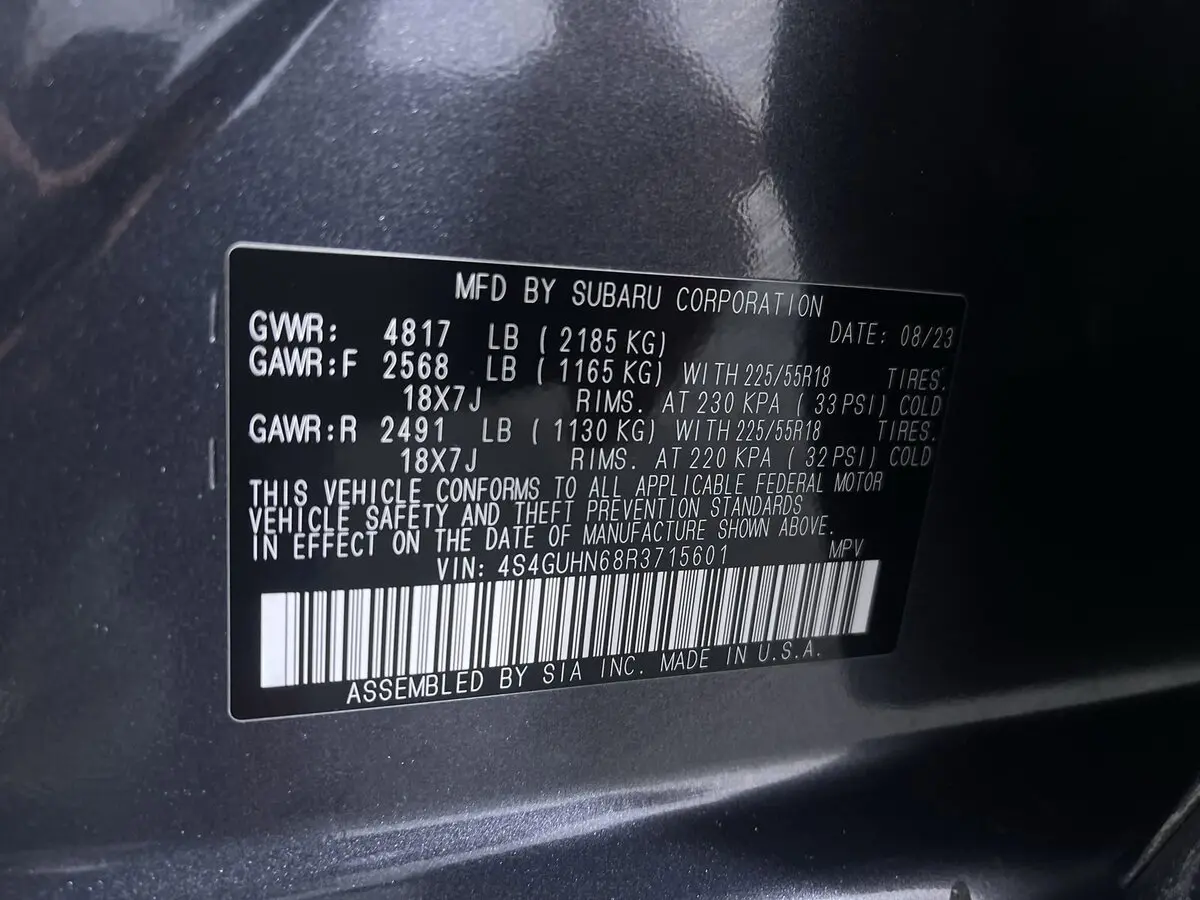 MFD BY SUBARU CORPORATION
GVWR: 4817 LB ( 2185 KG) DATE: 08/23
GAWR:F 2568 LB ( 1165 KG) WITH 225/55R18 TIRES.
18X7J RIMS. AT 230 KPA ( 33 PSI) COLD
GAWR:R 2491 LB ( 1130 KG) WITH 225/55R18 TIRES.
18X7J RIMS. AT 220 KPA ( 32 PSI) COLD
THIS VEHICLE CONFORMS TO ALL APPLICABLE FEDERAL MOTOR
VEHICLE SAFETY AND THEFT PREVENTION STANDARDS
IN EFFECT ON THE DATE OF MANUFACTURE SHOWN ABOVE.
VIN: 4S4GUHN68R3715601 MPV
ASSEMBLED BY SIA INC. MADE IN U.S.A.